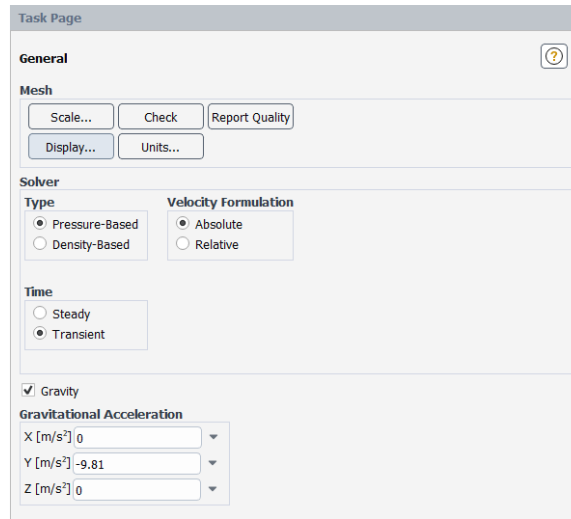 Task Page
General
?
Mesh
Scale... Check Report Quality
Display... Units...
Solver
Type Velocity Formulation
Pressure-Based Absolute
Density-Based Relative
Time
Steady
Transient
Gravity
Gravitational Acceleration
X [m/s²] 0
Y [m/s²] -9.81
Z [m/s²] 0